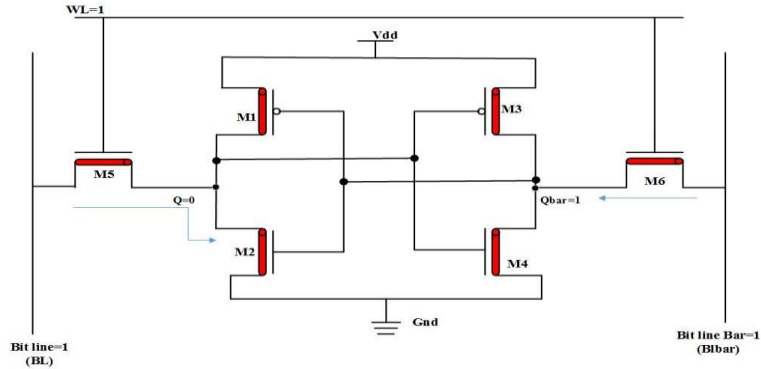 WL=1
Vdd
M1
M3
M5
M6
Q=0
Qbar=1
M2
M4
Gnd
Bit line=1
(BL)
Bit line Bar=1
(Blbar)